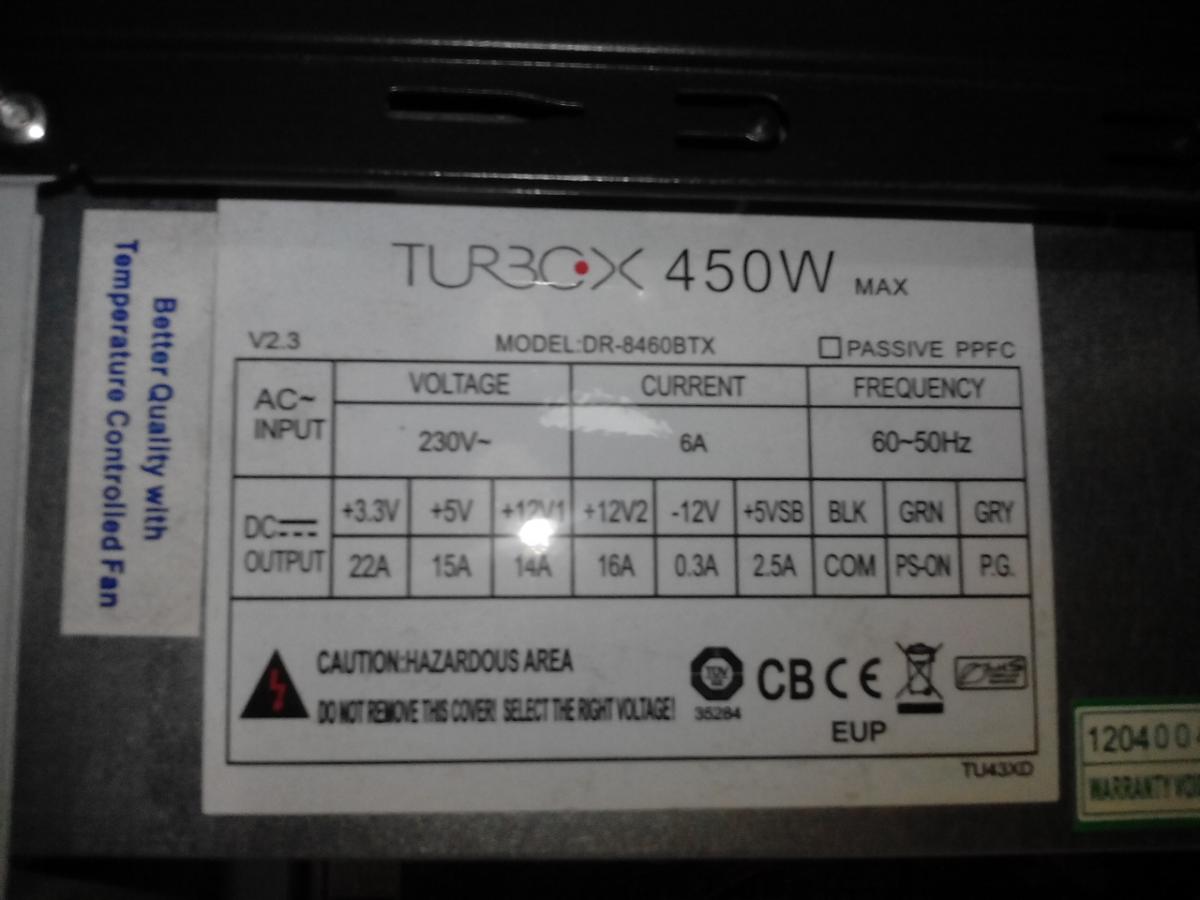 TURBOX 450W MAX
V2.3 MODEL:DR-8460BTX PASSIVE PPFC
AC~ INPUT
VOLTAGE CURRENT FREQUENCY
230V~ 6A 60~50Hz
DC OUTPUT
+3.3V +5V +12V1 +12V2 -12V +5VSB BLK GRN GRY
22A 15A 14A 16A 0.3A 2.5A COM PS-ON P.G.
CAUTION:HAZARDOUS AREA
DO NOT REMOVE THIS COVER! SELECT THE RIGHT VOLTAGE!
TÜV
35284
CB CE
EUP
TU43XD
Better Quality with
Temperature Controlled Fan
WARRANTY